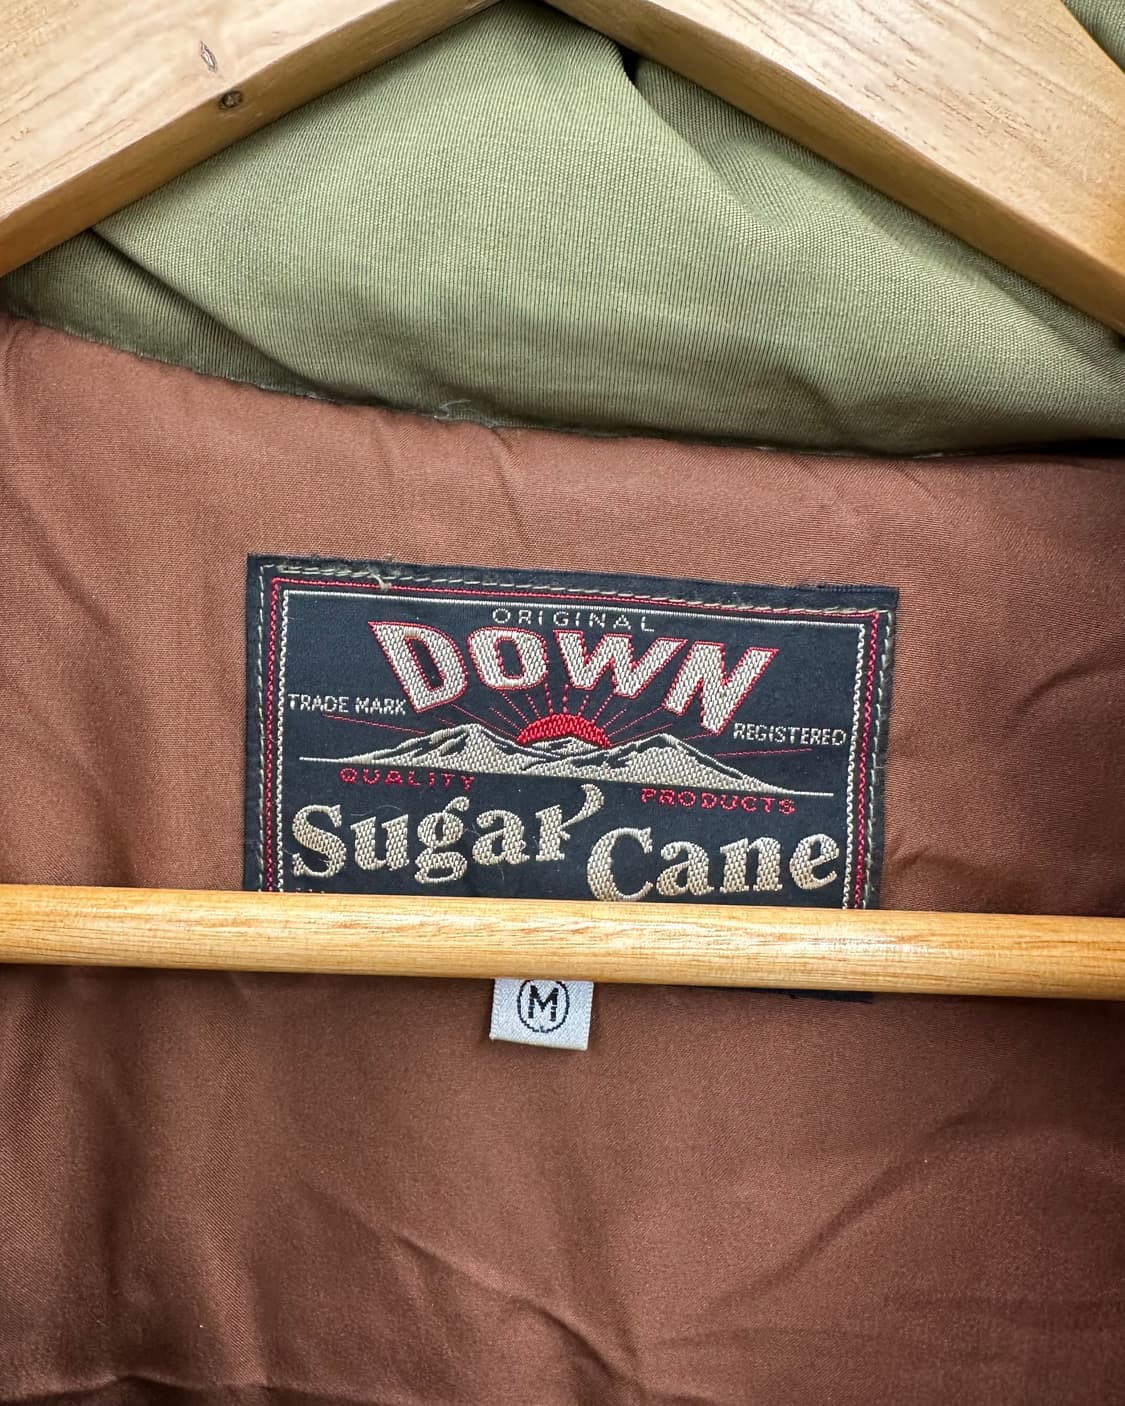 ORIGINAL
DOWN
TRADE MARK
REGISTERED
QUALITY
PRODUCTS
Sugar Cane
M